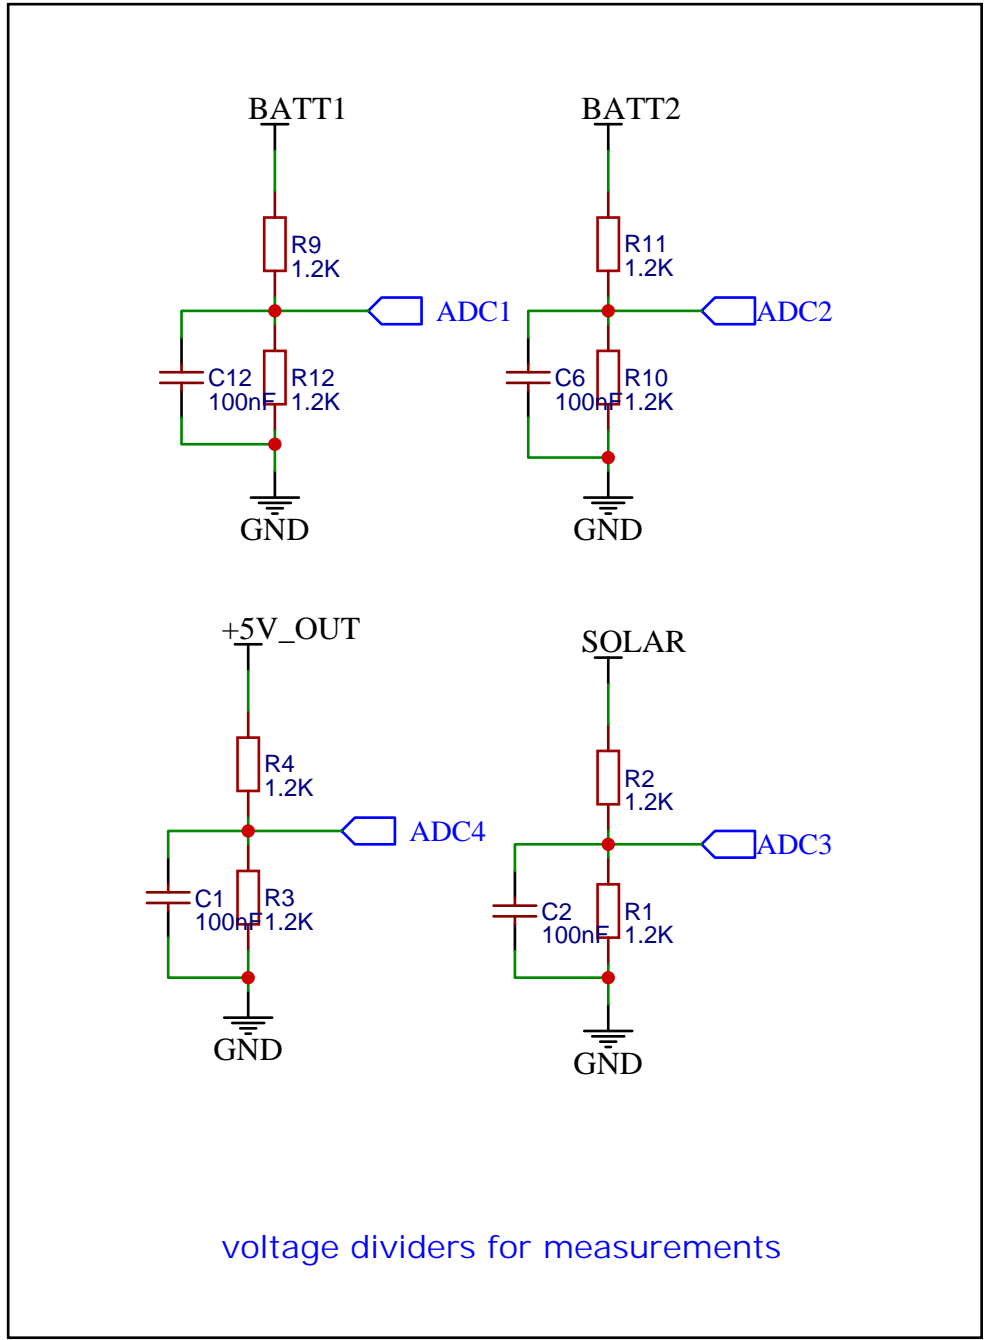 BATT1
R9
1.2K
ADC1
C12
100nF
R12
1.2K
GND
BATT2
R11
1.2K
ADC2
C6
100nF
R10
1.2K
GND
+5V_OUT
R4
1.2K
ADC4
C1
100nF
R3
1.2K
GND
SOLAR
R2
1.2K
ADC3
C2
100nF
R1
1.2K
GND
voltage dividers for measurements